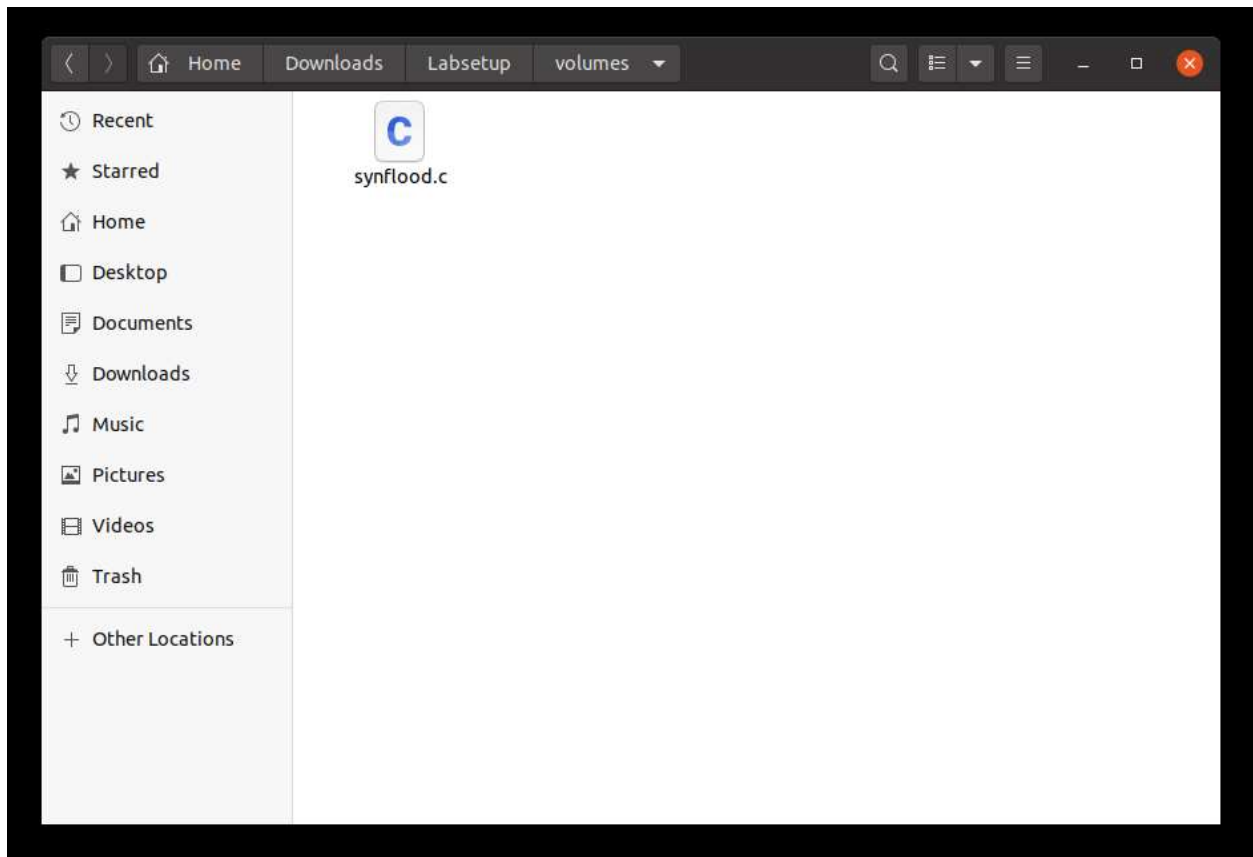 Home Downloads Labsetup volumes
Recent
Starred
Home
Desktop
Documents
Downloads
Music
Pictures
Videos
Trash
+ Other Locations
C
synflood.c